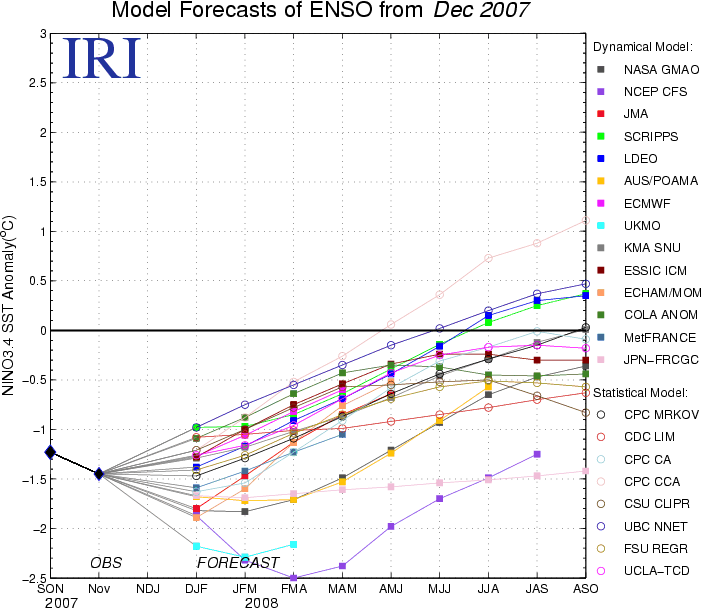 Model Forecasts of ENSO from Dec 2007
IRI
NINO3.4 SST Anomaly(°C)
3
2.5
2
1.5
1
0.5
0
−0.5
−1
−1.5
−2
−2.5
OBS
FORECAST
SON
Nov
NDJ
DJF
JFM
FMA
MAM
AMJ
MJJ
JJA
JAS
ASO
2007
2008
Dynamical Model:
NASA GMAO
NCEP CFS
JMA
SCRIPPS
LDEO
AUS/POAMA
ECMWF
UKMO
KMA SNU
ESSIC ICM
ECHAM/MOM
COLA ANOM
MetFRANCE
JPN−FRCGC
Statistical Model:
CPC MRKOV
CDC LIM
CPC CA
CPC CCA
CSU CLIPR
UBC NNET
FSU REGR
UCLA−TCD